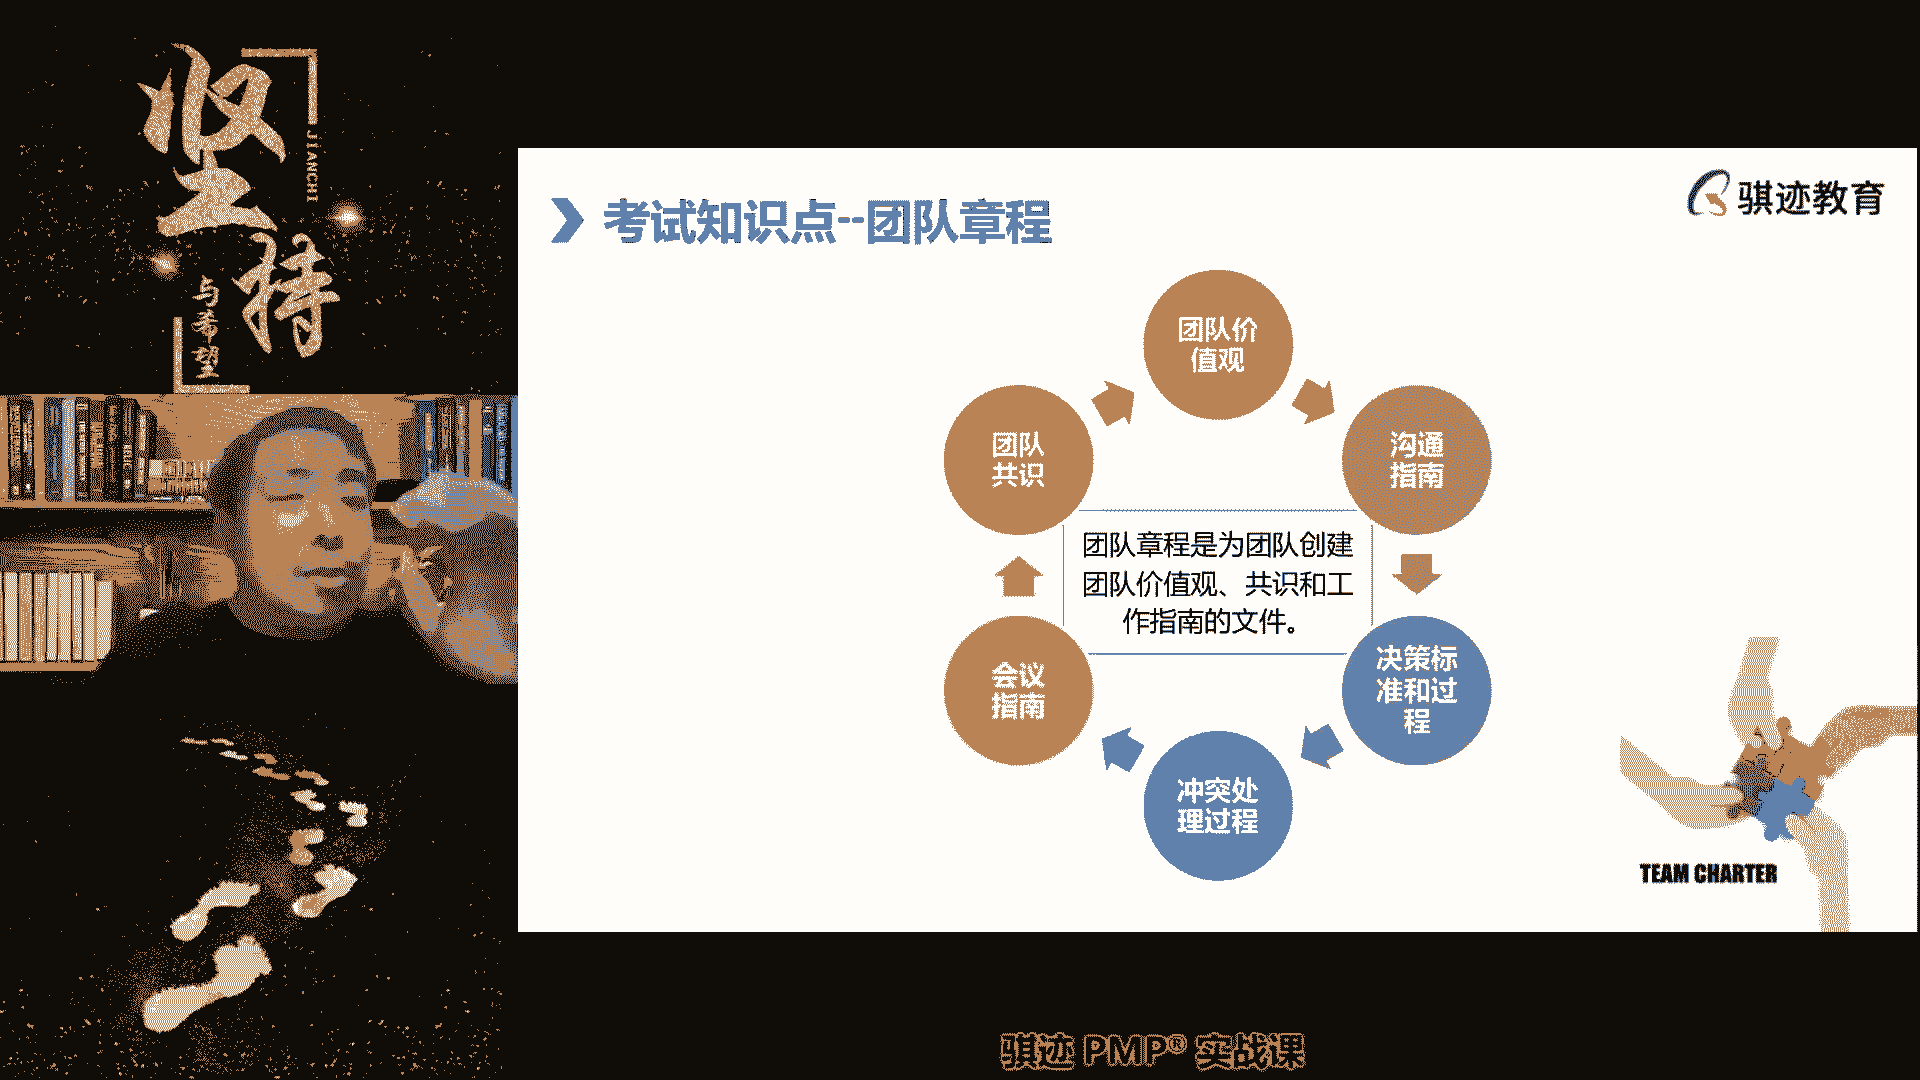 坚
持
JIANCHI
与希望
考试知识点--团队章程
骐迹教育
团队价
值观
沟通
指南
决策标
准和过
程
冲突处
理过程
会议
指南
团队
共识
团队章程是为团队创建
团队价值观、共识和工
作指南的文件。
TEAM CHARTER
骐迹 PMP® 实战课